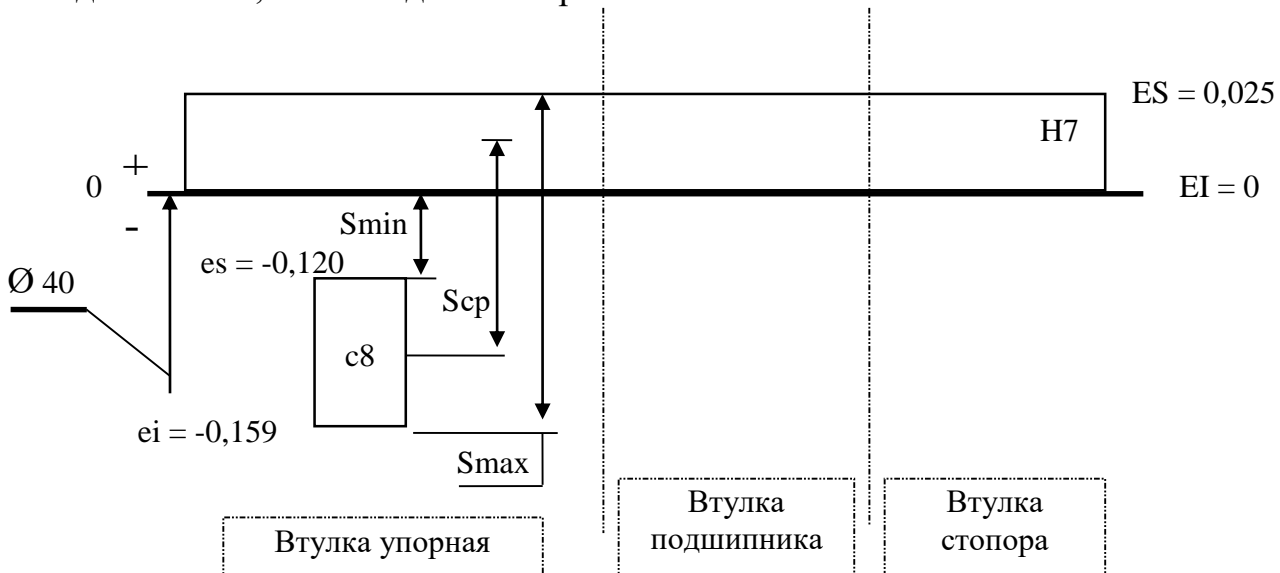 ES = 0,025
H7
+
0
EI = 0
-
Smin
es = -0,120
Ø 40
Scp
c8
ei = -0,159
Smax
Втулка упорная
Втулка
подшипника
Втулка
стопора